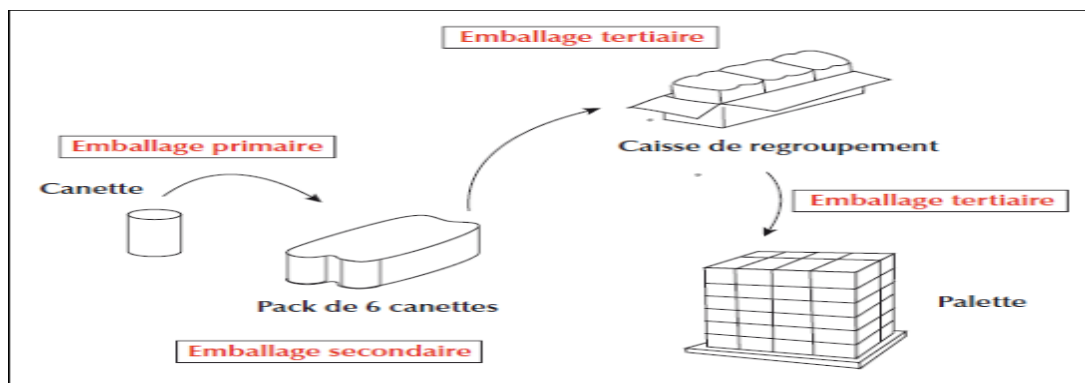 Emballage tertiaire
Emballage primaire
Canette
Caisse de regroupement
Emballage tertiaire
Pack de 6 canettes
Palette
Emballage secondaire